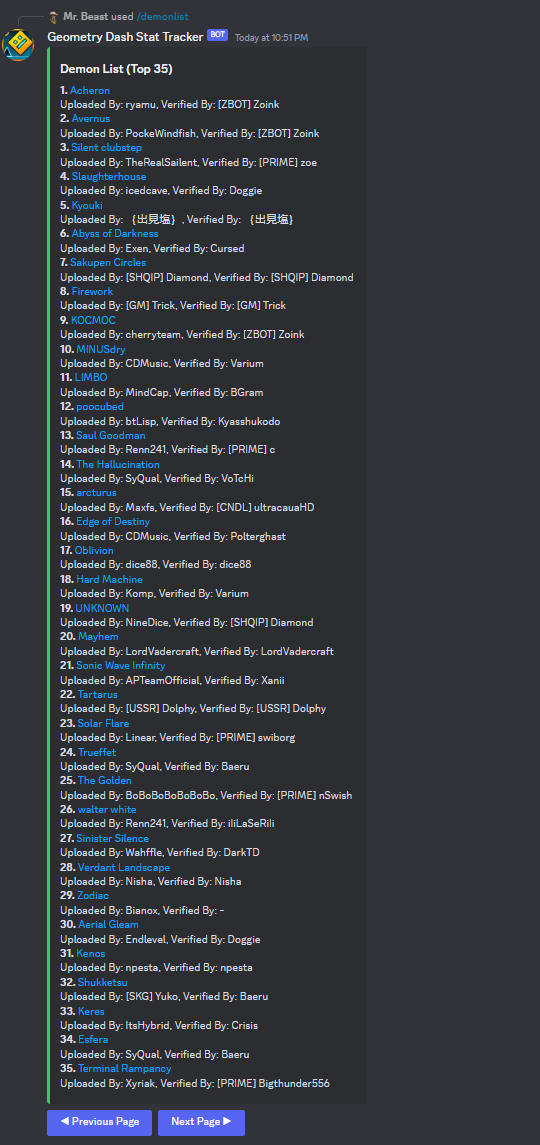 Mr. Beast used /demonlist
Geometry Dash Stat Tracker BOT Today at 10:51 PM
Demon List (Top 35)
1. Acheron
Uploaded By: ryamu, Verified By: [ZBOT] Zoink
2. Avernus
Uploaded By: PockeWindfish, Verified By: [ZBOT] Zoink
3. Silent clubstep
Uploaded By: TheRealSailent, Verified By: [PRIME] zoe
4. Slaughterhouse
Uploaded By: icedcave, Verified By: Doggie
5. Kyouki
Uploaded By: ｛出見塩｝, Verified By: ｛出見塩｝
6. Abyss of Darkness
Uploaded By: Exen, Verified By: Cursed
7. Sakupen Circles
Uploaded By: [SHQIP] Diamond, Verified By: [SHQIP] Diamond
8. Firework
Uploaded By: [GM] Trick, Verified By: [GM] Trick
9. KOCMOC
Uploaded By: cherryteam, Verified By: [ZBOT] Zoink
10. MINUSdry
Uploaded By: CDMusic, Verified By: Varium
11. LIMBO
Uploaded By: MindCap, Verified By: BGram
12. poocubed
Uploaded By: btLisp, Verified By: Kyasshukodo
13. Saul Goodman
Uploaded By: Renn241, Verified By: [PRIME] c
14. The Hallucination
Uploaded By: SyQual, Verified By: VoTcHi
15. arcturus
Uploaded By: Maxfs, Verified By: [CNDL] ultracauaHD
16. Edge of Destiny
Uploaded By: CDMusic, Verified By: Polterghast
17. Oblivion
Uploaded By: dice88, Verified By: dice88
18. Hard Machine
Uploaded By: Komp, Verified By: Varium
19. UNKNOWN
Uploaded By: NineDice, Verified By: [SHQIP] Diamond
20. Mayhem
Uploaded By: LordVadercraft, Verified By: LordVadercraft
21. Sonic Wave Infinity
Uploaded By: APTeamOfficial, Verified By: Xanii
22. Tartarus
Uploaded By: [USSR] Dolphy, Verified By: [USSR] Dolphy
23. Solar Flare
Uploaded By: Linear, Verified By: [PRIME] swiborg
24. Trueffet
Uploaded By: SyQual, Verified By: Baeru
25. The Golden
Uploaded By: BoBoBoBoBoBoBo, Verified By: [PRIME] nSwish
26. walter white
Uploaded By: Renn241, Verified By: iliLaSeRili
27. Sinister Silence
Uploaded By: Wahffle, Verified By: DarkTD
28. Verdant Landscape
Uploaded By: Nisha, Verified By: Nisha
29. Zodiac
Uploaded By: Bianox, Verified By: -
30. Aerial Gleam
Uploaded By: Endlevel, Verified By: Doggie
31. Kenos
Uploaded By: npesta, Verified By: npesta
32. Shukketsu
Uploaded By: [SKG] Yuko, Verified By: Baeru
33. Keres
Uploaded By: ItsHybrid, Verified By: Crisis
34. Esfera
Uploaded By: SyQual, Verified By: Baeru
35. Terminal Rampancy
Uploaded By: Xyriak, Verified By: [PRIME] Bigthunder556
◀ Previous Page Next Page ▶